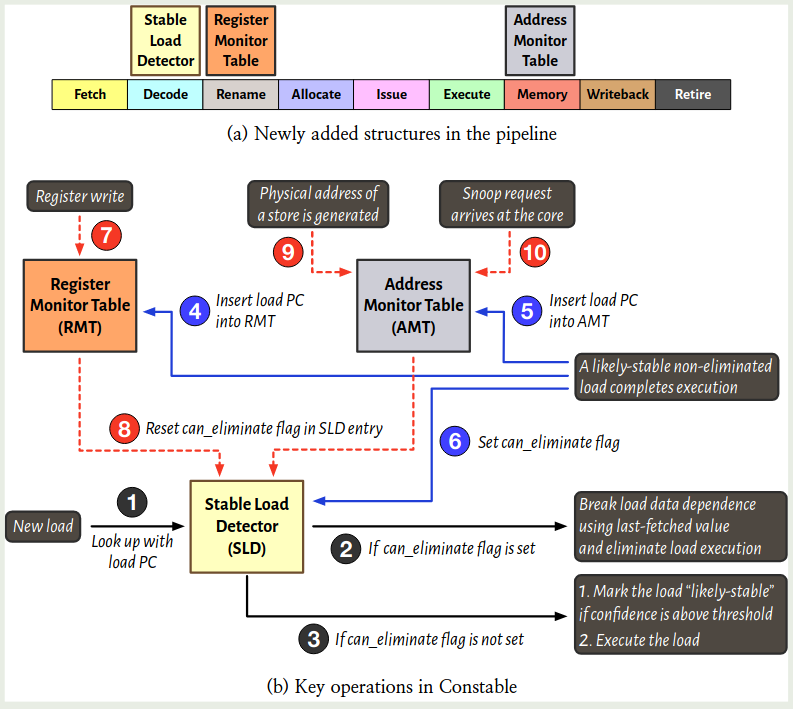 Stable
Load
Detector
Register
Monitor
Table
Address
Monitor
Table
Fetch
Decode
Rename
Allocate
Issue
Execute
Memory
Writeback
Retire
(a) Newly added structures in the pipeline
Register write
Physical address of
a store is generated
Snoop request
arrives at the core
7
9
10
Register
Monitor Table
(RMT)
4
Insert load PC
into RMT
Address
Monitor Table
(AMT)
5
Insert load PC
into AMT
A likely-stable non-eliminated
load completes execution
8
Reset can_eliminate flag in SLD entry
6
Set can_eliminate flag
New load
1
Look up with
load PC
Stable Load
Detector
(SLD)
2
If can_eliminate flag is set
Break load data dependence
using last-fetched value
and eliminate load execution
3
If can_eliminate flag is not set
1. Mark the load "likely-stable"
if confidence is above threshold
2. Execute the load
(b) Key operations in Constable